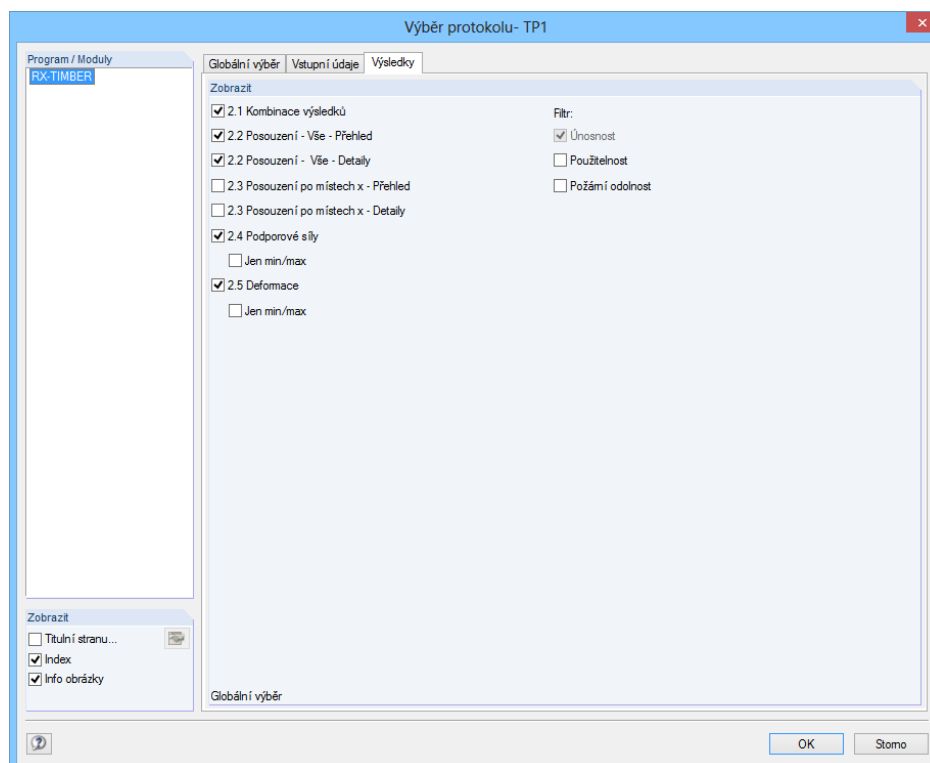 Výběr protokolu- TP1
Program / Moduly
RX-TIMBER
Globální výběr
Vstupní údaje
Výsledky
Zobrazit
2.1 Kombinace výsledků
2.2 Posouzení - Vše - Přehled
2.2 Posouzení - Vše - Detaily
2.3 Posouzení po místech x - Přehled
2.3 Posouzení po místech x - Detaily
2.4 Podporové síly
Jen min/max
2.5 Deformace
Jen min/max
Filtr:
Únosnost
Použitelnost
Požární odolnost
Zobrazit
Titulní stranu...
Index
Info obrázky
Globální výběr
OK
Storno